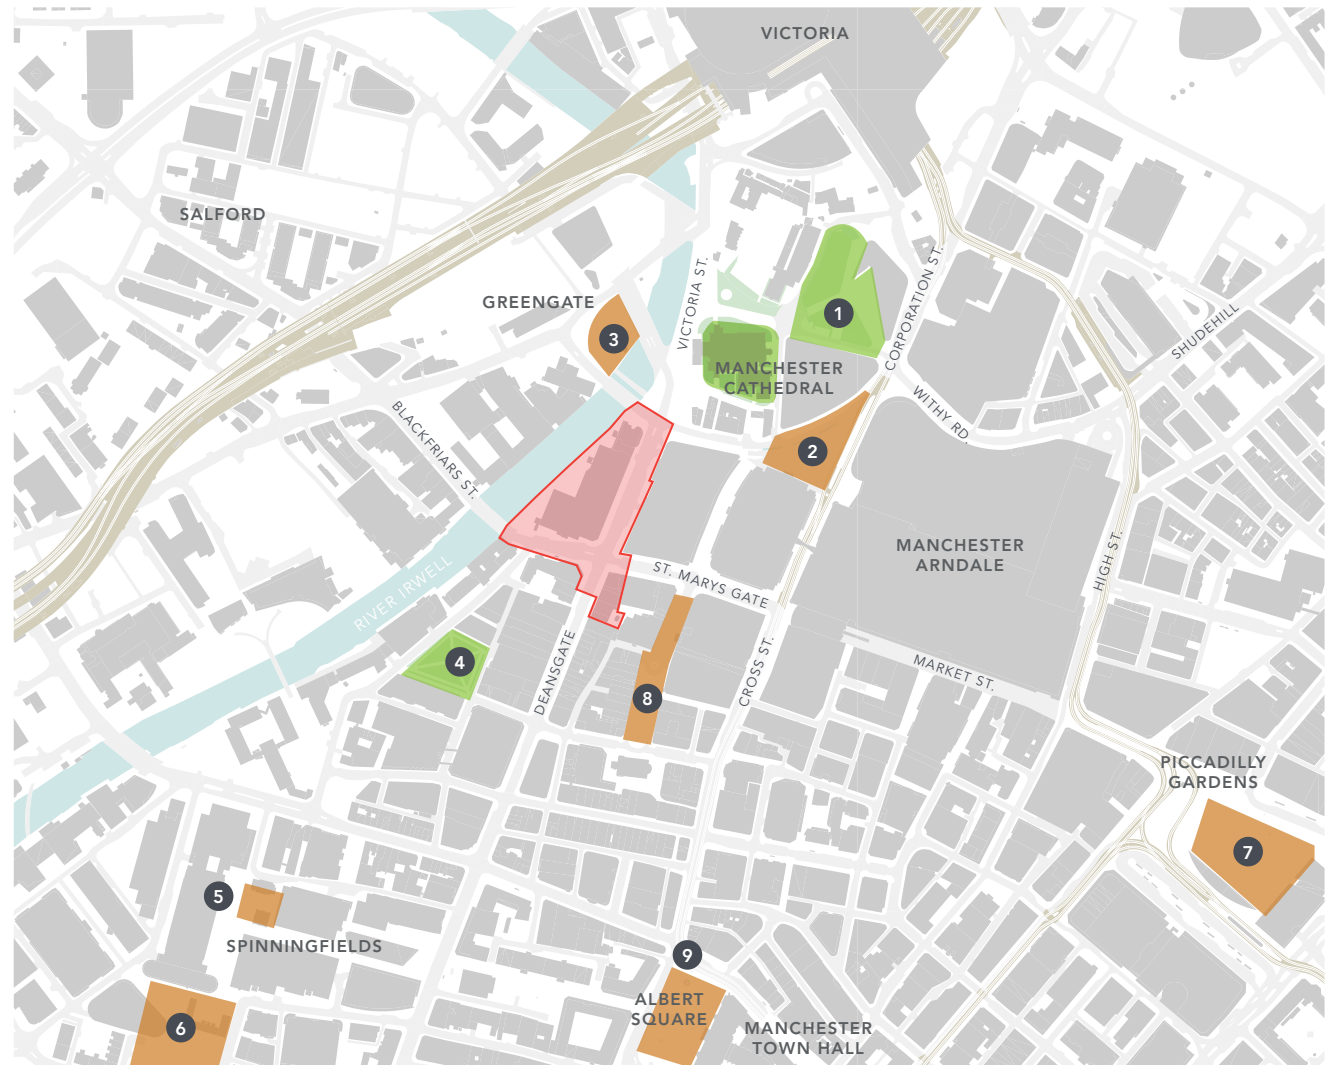 VICTORIA
SALFORD
GREENGATE
VICTORIA ST.
1
CORPORATION ST.
SHUDEHILL
3
MANCHESTER
CATHEDRAL
BLACKFRIARS ST.
WITHY RD.
2
MANCHESTER
ARNDALE
HIGH ST.
RIVER IRWELL
ST. MARYS GATE
4
DEANSGATE
8
CROSS ST.
MARKET ST.
PICCADILLY
GARDENS
7
5
SPINNINGFIELDS
9
6
ALBERT
SQUARE
MANCHESTER
TOWN HALL